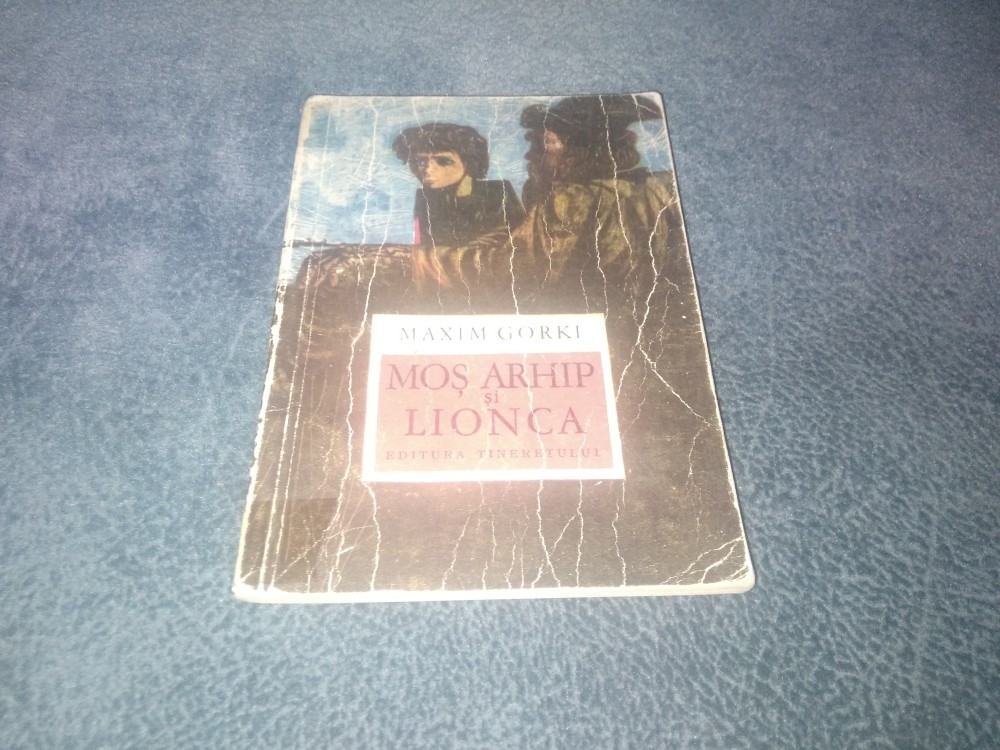 MAXIM GORKI
MOȘ ARHIP
și
LIONCA
EDITURA TINERETULUI